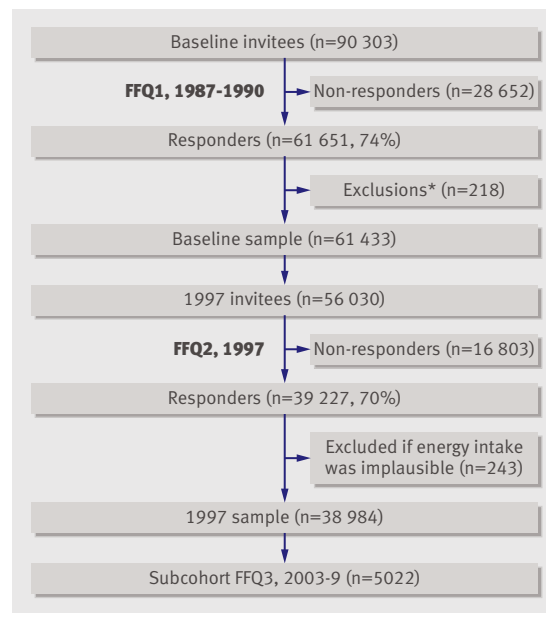 Baseline invitees (n=90 303)
FFQ1, 1987-1990
Non-responders (n=28 652)
Responders (n=61 651, 74%)
Exclusions* (n=218)
Baseline sample (n=61 433)
1997 invitees (n=56 030)
FFQ2, 1997
Non-responders (n=16 803)
Responders (n=39 227, 70%)
Excluded if energy intake
was implausible (n=243)
1997 sample (n=38 984)
Subcohort FFQ3, 2003-9 (n=5022)